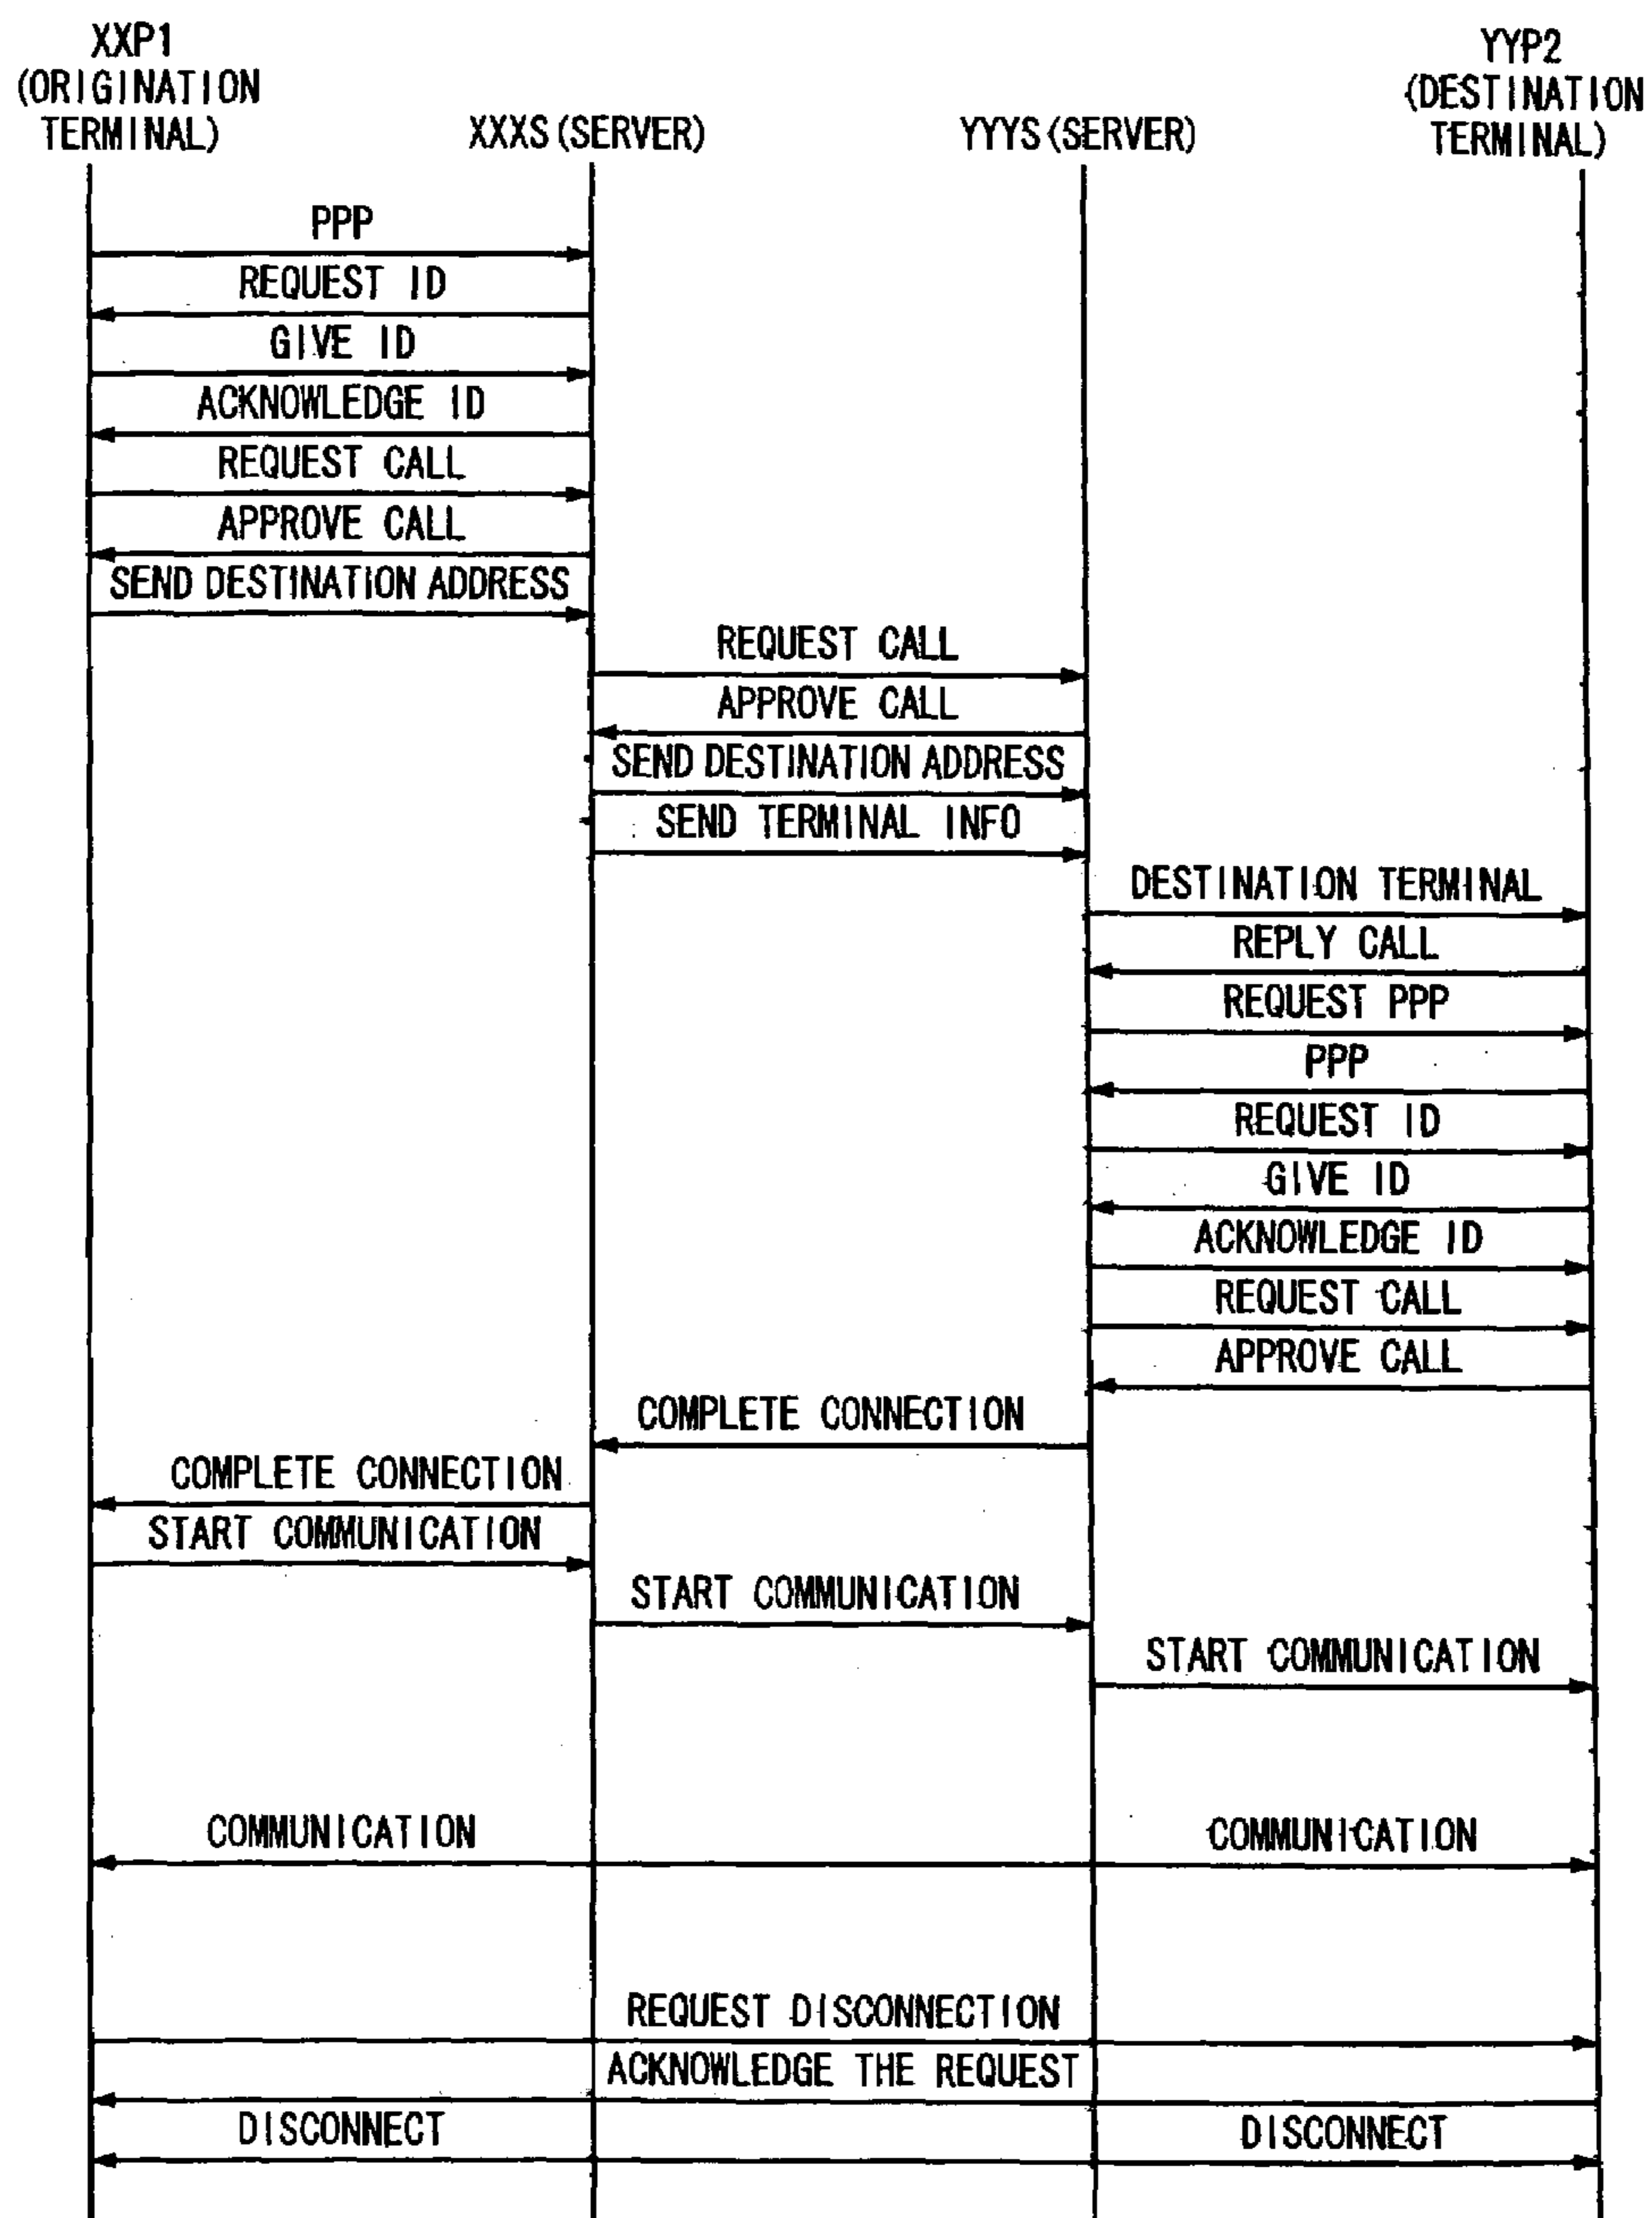 XXP1
(ORIGINATION
TERMINAL)
XXXS(SERVER)
YYYS(SERVER)
YYP2
(DESTINATION
TERMINAL)
PPP
REQUEST ID
GIVE ID
ACKNOWLEDGE ID
REQUEST CALL
APPROVE CALL
SEND DESTINATION ADDRESS
REQUEST CALL
APPROVE CALL
SEND DESTINATION ADDRESS
SEND TERMINAL INFO
DESTINATION TERMINAL
REPLY CALL
REQUEST PPP
PPP
REQUEST ID
GIVE ID
ACKNOWLEDGE ID
REQUEST CALL
APPROVE CALL
COMPLETE CONNECTION
COMPLETE CONNECTION
START COMMUNICATION
START COMMUNICATION
START COMMUNICATION
COMMUNICATION
COMMUNICATION
REQUEST DISCONNECTION
ACKNOWLEDGE THE REQUEST
DISCONNECT
DISCONNECT